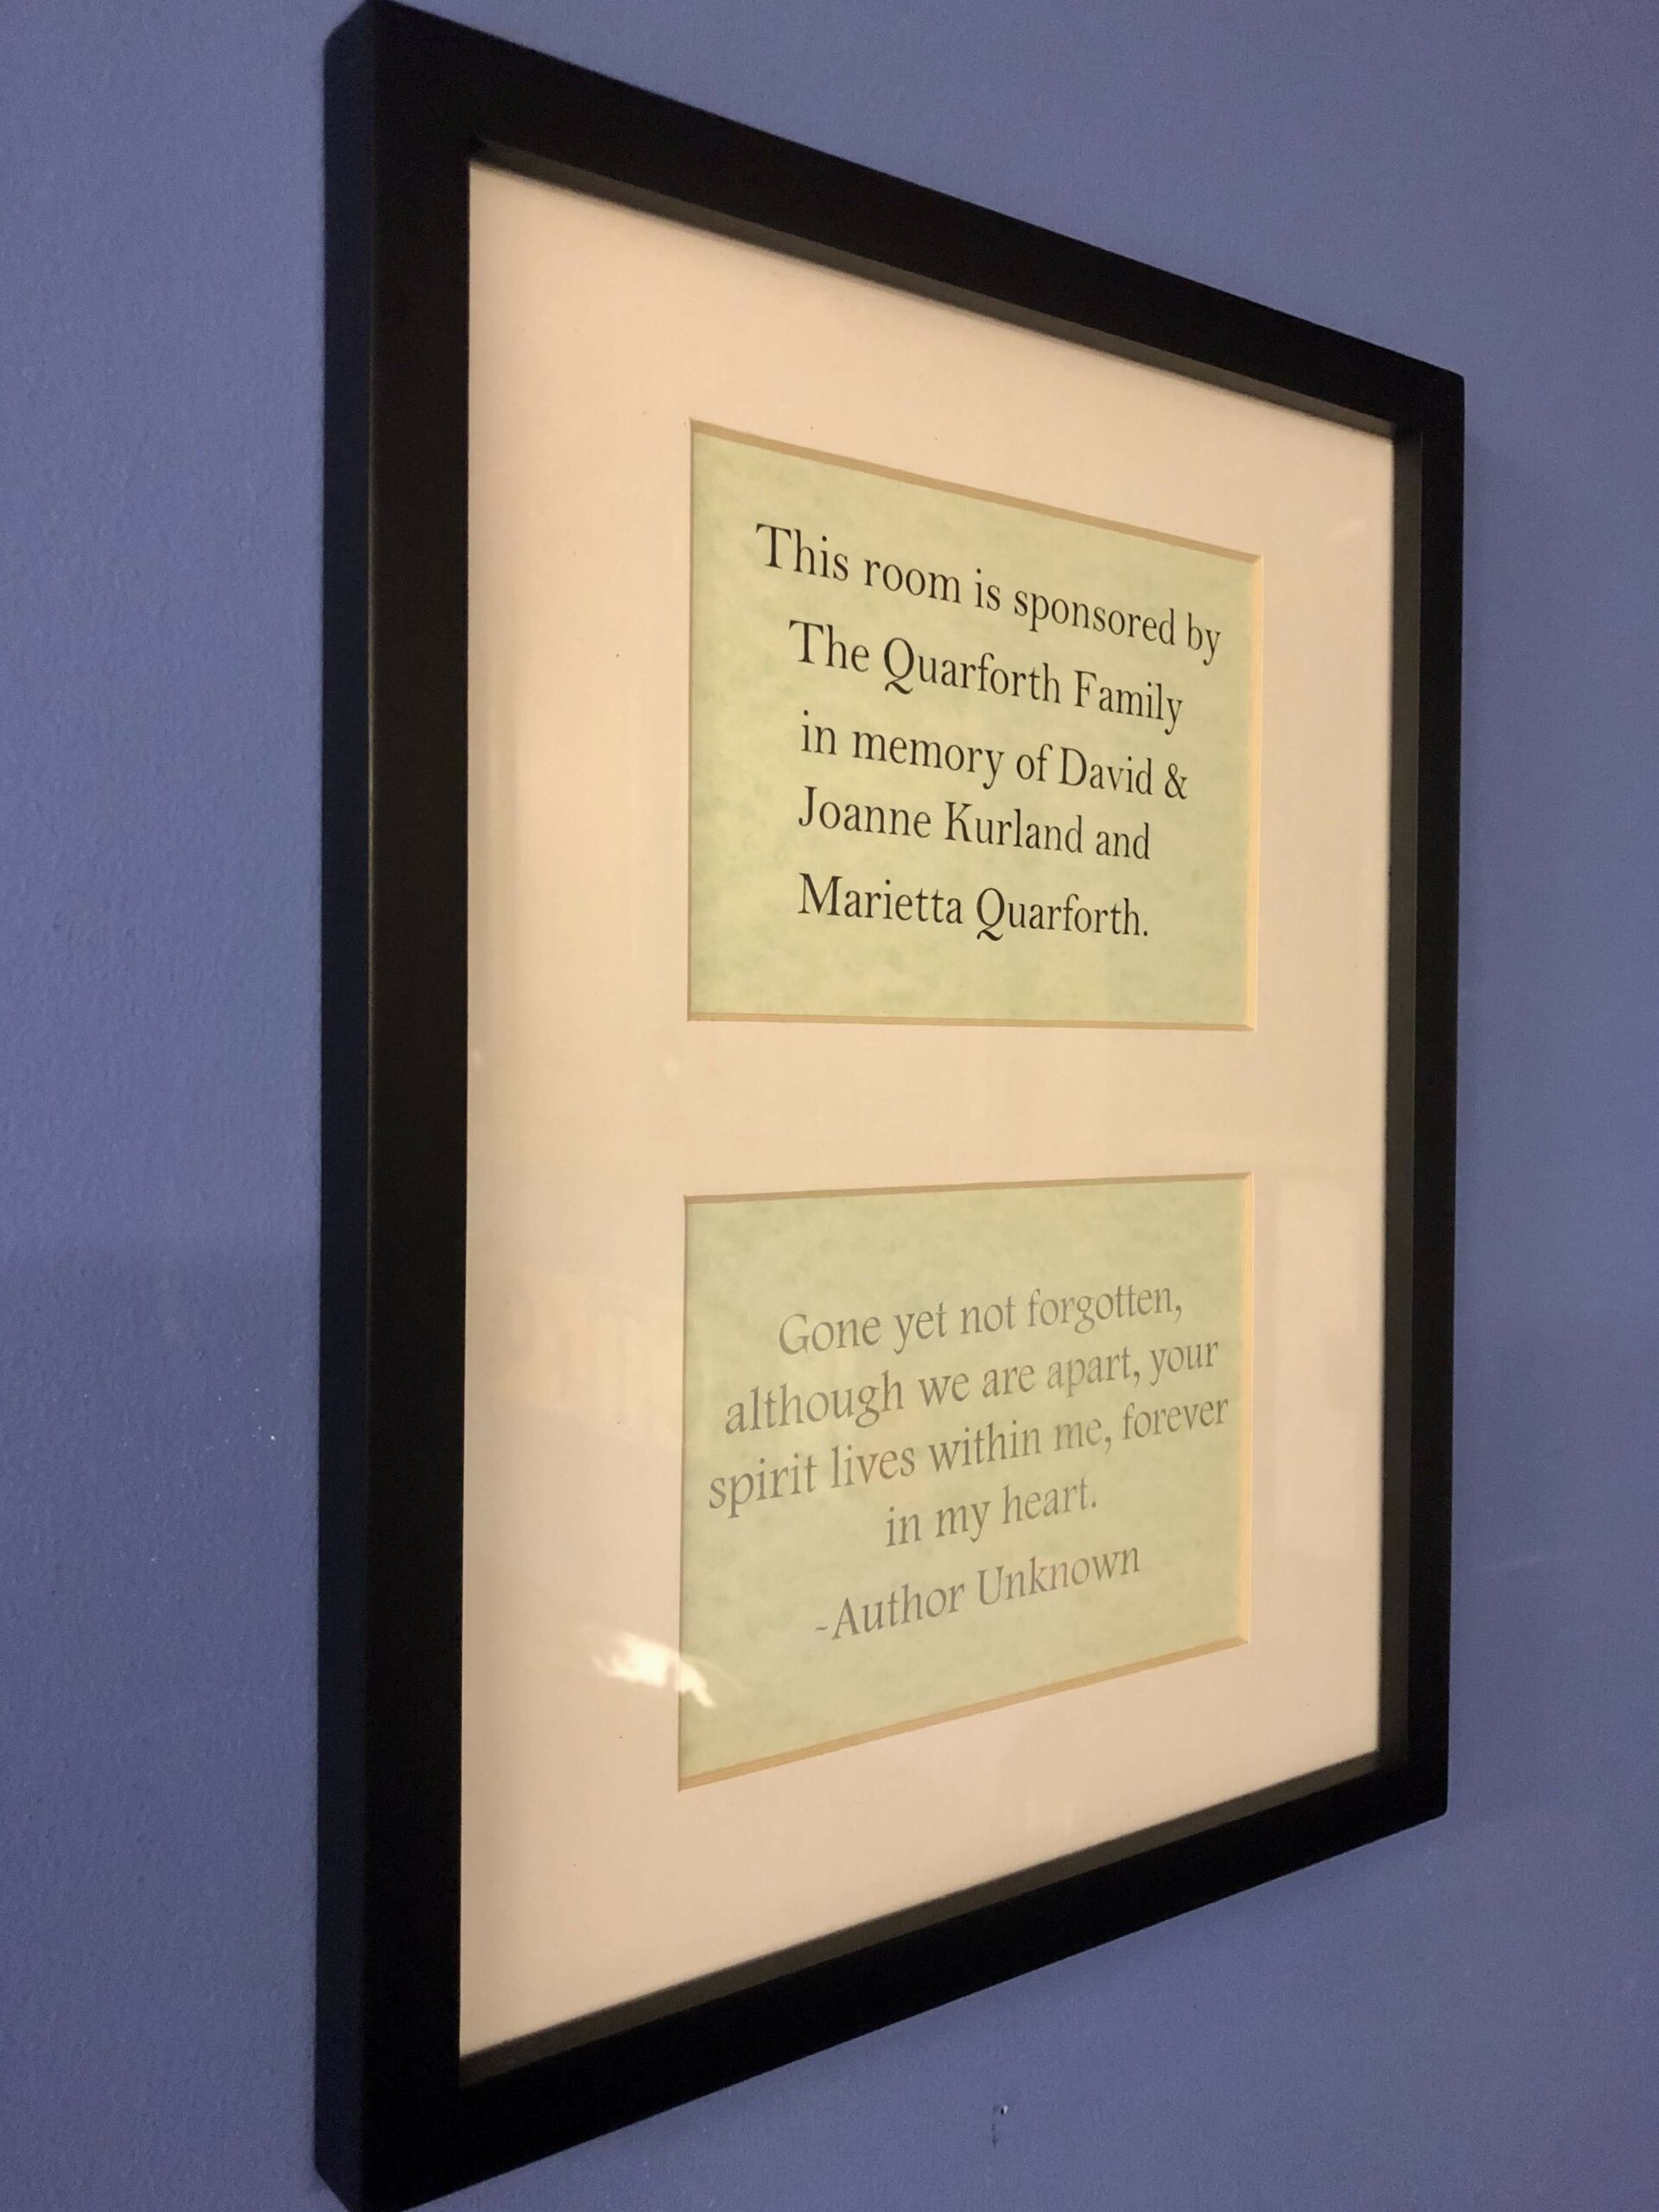 This room is sponsored by
The Quarforth Family
in memory of David &
Joanne Kurland and
Marietta Quarforth.
Gone yet not forgotten,
although we are apart, your
spirit lives within me, forever
in my heart.
~Author Unknown